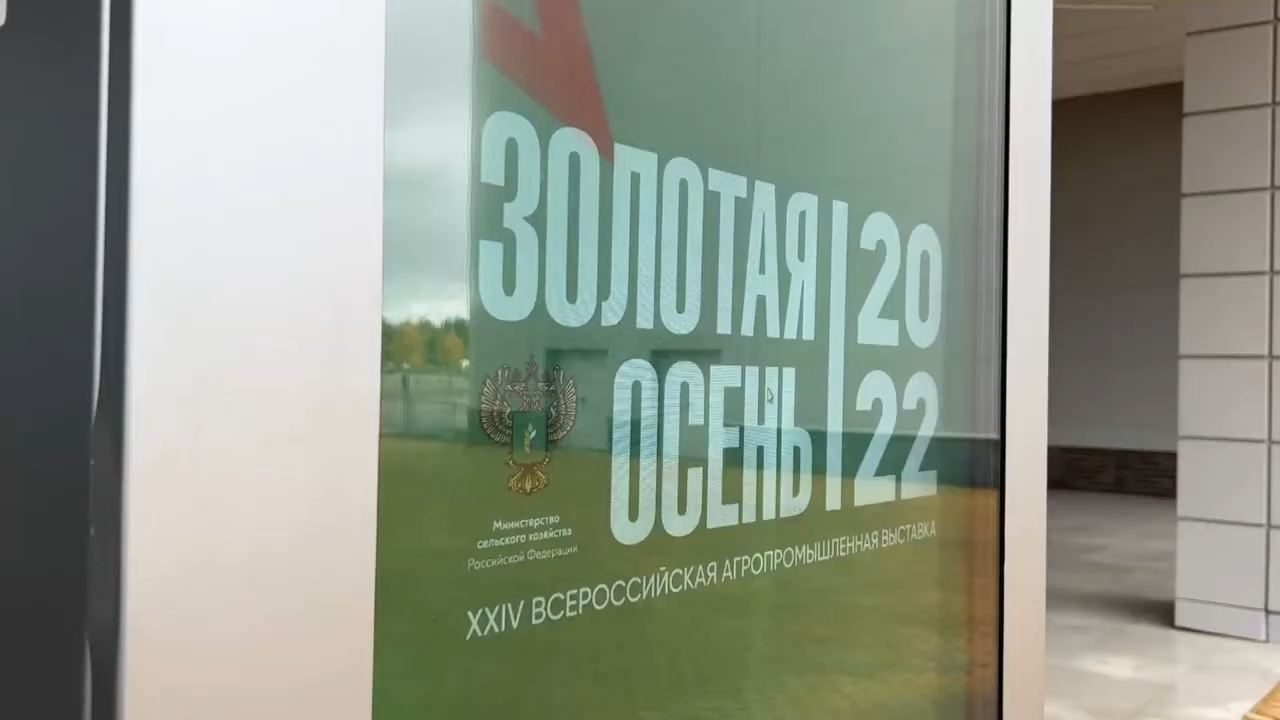 ЗОЛОТАЯ 20
ОСЕНЬ 22
Министерство
сельского хозяйства
Российской Федерации
XXIV ВСЕРОССИЙСКАЯ АГРОПРОМЫШЛЕННАЯ ВЫСТАВКА